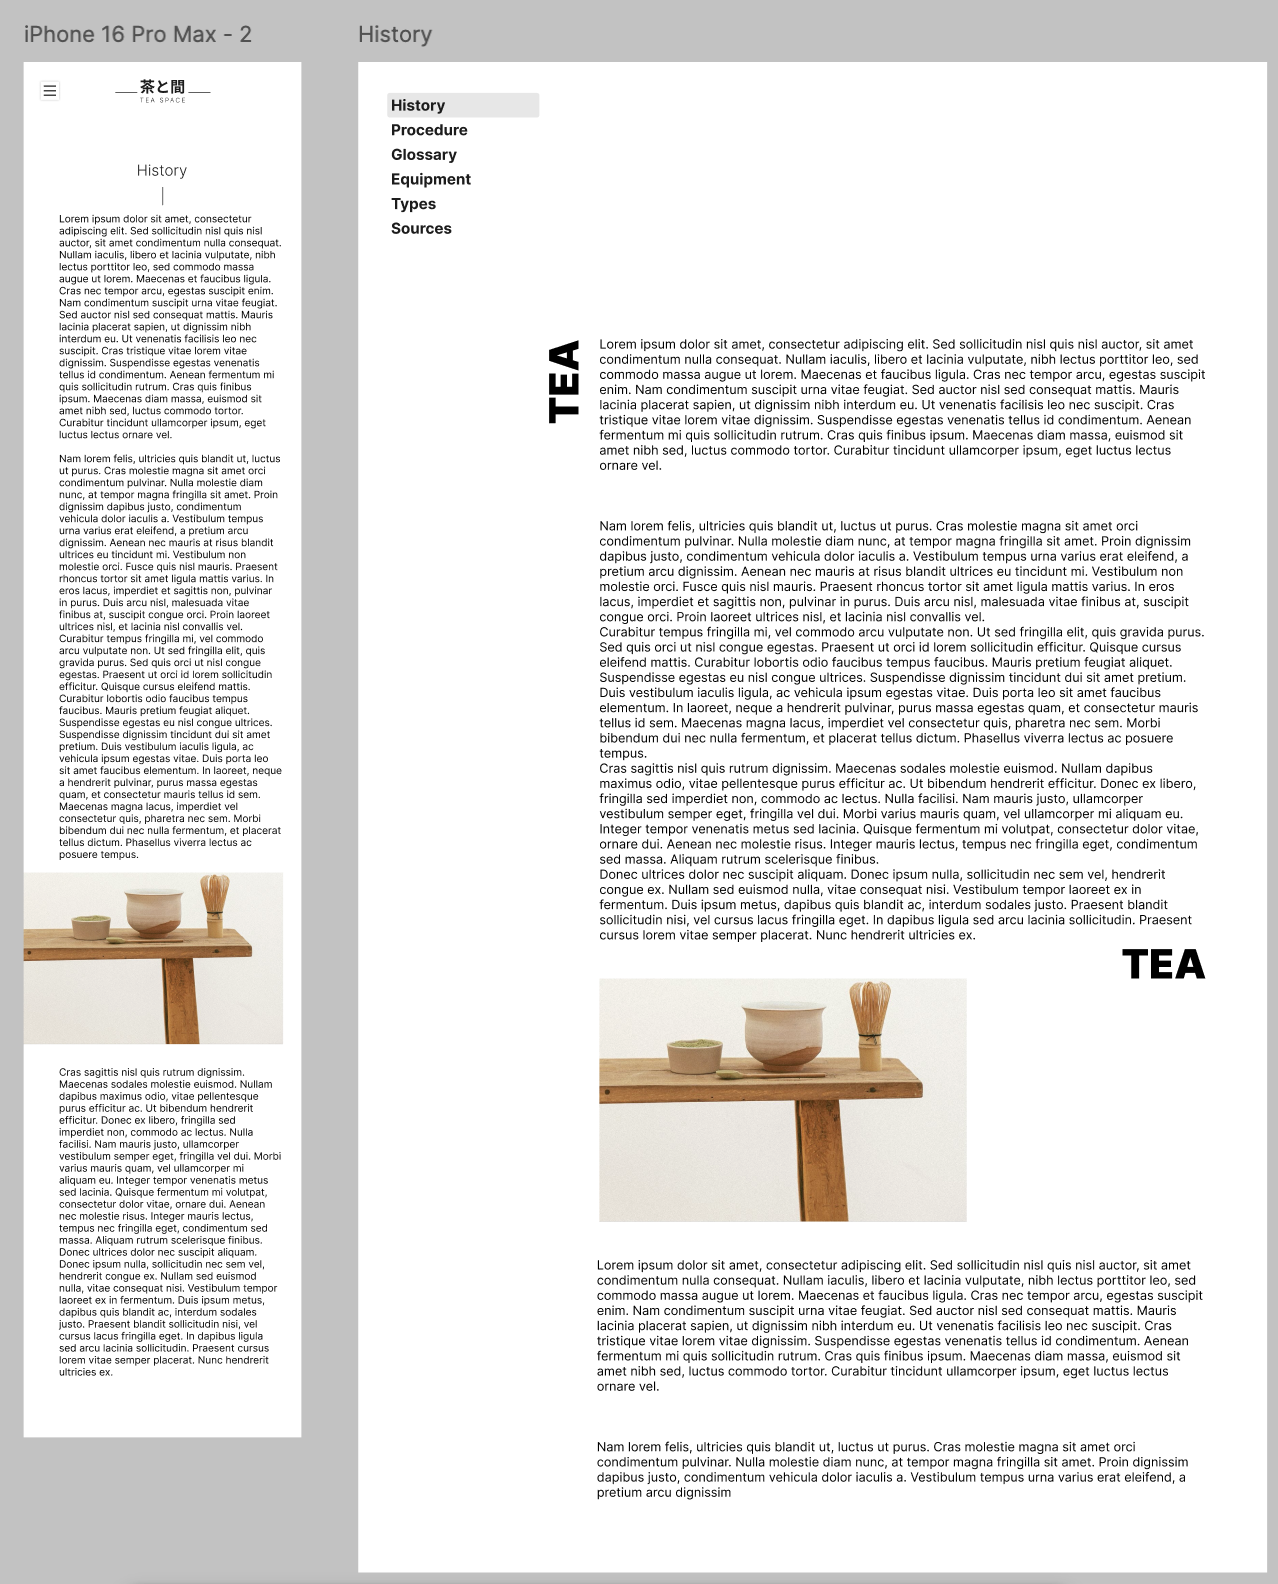 iPhone 16 Pro Max - 2
茶と間
TEA SPACE
History
Lorem ipsum dolor sit amet, consectetur
adipiscing elit. Sed sollicitudin nisl quis nisl
auctor, sit amet condimentum nulla consequat.
Nullam iaculis, libero et lacinia vulputate, nibh
lectus porttitor leo, sed commodo massa
augue ut lorem. Maecenas et faucibus ligula.
Cras nec tempor arcu, egestas suscipit enim.
Nam condimentum suscipit urna vitae feugiat.
Sed auctor nisl sed consequat mattis. Mauris
lacinia placerat sapien, ut dignissim nibh
interdum eu. Ut venenatis facilisis leo nec
suscipit. Cras tristique vitae lorem vitae
dignissim. Suspendisse egestas venenatis
tellus id condimentum. Aenean fermentum mi
quis sollicitudin rutrum. Cras quis finibus
ipsum. Maecenas diam massa, euismod sit
amet nibh sed, luctus commodo tortor.
Curabitur tincidunt ullamcorper ipsum, eget
luctus lectus ornare vel.
Nam lorem felis, ultricies quis blandit ut, luctus
ut purus. Cras molestie magna sit amet orci
condimentum pulvinar. Nulla molestie diam
nunc, at tempor magna fringilla sit amet. Proin
dignissim dapibus justo, condimentum
vehicula dolor iaculis a. Vestibulum tempus
urna varius erat eleifend, a pretium arcu
dignissim. Aenean nec mauris at risus blandit
ultrices eu tincidunt mi. Vestibulum non
molestie orci. Fusce quis nisl mauris. Praesent
rhoncus tortor sit amet ligula mattis varius. In
eros lacus, imperdiet et sagittis non, pulvinar
in purus. Duis arcu nisl, malesuada vitae
finibus at, suscipit congue orci. Proin laoreet
ultrices nisl, et lacinia nisl convallis vel.
Curabitur tempus fringilla mi, vel commodo
arcu vulputate non. Ut sed fringilla elit, quis
gravida purus. Sed quis orci ut nisl congue
egestas. Praesent ut orci id lorem sollicitudin
efficitur. Quisque cursus eleifend mattis.
Curabitur lobortis odio faucibus tempus
faucibus. Mauris pretium feugiat aliquet.
Suspendisse egestas eu nisl congue ultrices.
Suspendisse dignissim tincidunt dui sit amet
pretium. Duis vestibulum iaculis ligula, ac
vehicula ipsum egestas vitae. Duis porta leo
sit amet faucibus elementum. In laoreet, neque
a hendrerit pulvinar, purus massa egestas
quam, et consectetur mauris tellus id sem.
Maecenas magna lacus, imperdiet vel
consectetur quis, pharetra nec sem. Morbi
bibendum dui nec nulla fermentum, et placerat
tellus dictum. Phasellus viverra lectus ac
posuere tempus.
Cras sagittis nisl quis rutrum dignissim.
Maecenas sodales molestie euismod. Nullam
dapibus maximus odio, vitae pellentesque
purus efficitur ac. Ut bibendum hendrerit
efficitur. Donec ex libero, fringilla sed
imperdiet non, commodo ac lectus. Nulla
facilisi. Nam mauris justo, ullamcorper
vestibulum semper eget, fringilla vel dui. Morbi
varius mauris quam, vel ullamcorper mi
aliquam eu. Integer tempor venenatis metus
sed lacinia. Quisque fermentum mi volutpat,
consectetur dolor vitae, ornare dui. Aenean
nec molestie risus. Integer mauris lectus,
tempus nec fringilla eget, condimentum sed
massa. Aliquam rutrum scelerisque finibus.
Donec ultrices dolor nec suscipit aliquam.
Donec ipsum nulla, sollicitudin nec sem vel,
hendrerit congue ex. Nullam sed euismod
nulla, vitae consequat nisi. Vestibulum tempor
laoreet ex in fermentum. Duis ipsum metus,
dapibus quis blandit ac, interdum sodales
justo. Praesent blandit sollicitudin nisi, vel
cursus lacus fringilla eget. In dapibus ligula
sed arcu lacinia sollicitudin. Praesent cursus
lorem vitae semper placerat. Nunc hendrerit
ultricies ex.
History
History
Procedure
Glossary
Equipment
Types
Sources
TEA
Lorem ipsum dolor sit amet, consectetur adipiscing elit. Sed sollicitudin nisl quis nisl auctor, sit amet
condimentum nulla consequat. Nullam iaculis, libero et lacinia vulputate, nibh lectus porttitor leo, sed
commodo massa augue ut lorem. Maecenas et faucibus ligula. Cras nec tempor arcu, egestas suscipit
enim. Nam condimentum suscipit urna vitae feugiat. Sed auctor nisl sed consequat mattis. Mauris
lacinia placerat sapien, ut dignissim nibh interdum eu. Ut venenatis facilisis leo nec suscipit. Cras
tristique vitae lorem vitae dignissim. Suspendisse egestas venenatis tellus id condimentum. Aenean
fermentum mi quis sollicitudin rutrum. Cras quis finibus ipsum. Maecenas diam massa, euismod sit
amet nibh sed, luctus commodo tortor. Curabitur tincidunt ullamcorper ipsum, eget luctus lectus
ornare vel.
Nam lorem felis, ultricies quis blandit ut, luctus ut purus. Cras molestie magna sit amet orci
condimentum pulvinar. Nulla molestie diam nunc, at tempor magna fringilla sit amet. Proin dignissim
dapibus justo, condimentum vehicula dolor iaculis a. Vestibulum tempus urna varius erat eleifend, a
pretium arcu dignissim. Aenean nec mauris at risus blandit ultrices eu tincidunt mi. Vestibulum non
molestie orci. Fusce quis nisl mauris. Praesent rhoncus tortor sit amet ligula mattis varius. In eros
lacus, imperdiet et sagittis non, pulvinar in purus. Duis arcu nisl, malesuada vitae finibus at, suscipit
congue orci. Proin laoreet ultrices nisl, et lacinia nisl convallis vel.
Curabitur tempus fringilla mi, vel commodo arcu vulputate non. Ut sed fringilla elit, quis gravida purus.
Sed quis orci ut nisl congue egestas. Praesent ut orci id lorem sollicitudin efficitur. Quisque cursus
eleifend mattis. Curabitur lobortis odio faucibus tempus faucibus. Mauris pretium feugiat aliquet.
Suspendisse egestas eu nisl congue ultrices. Suspendisse dignissim tincidunt dui sit amet pretium.
Duis vestibulum iaculis ligula, ac vehicula ipsum egestas vitae. Duis porta leo sit amet faucibus
elementum. In laoreet, neque a hendrerit pulvinar, purus massa egestas quam, et consectetur mauris
tellus id sem. Maecenas magna lacus, imperdiet vel consectetur quis, pharetra nec sem. Morbi
bibendum dui nec nulla fermentum, et placerat tellus dictum. Phasellus viverra lectus ac posuere
tempus.
Cras sagittis nisl quis rutrum dignissim. Maecenas sodales molestie euismod. Nullam dapibus
maximus odio, vitae pellentesque purus efficitur ac. Ut bibendum hendrerit efficitur. Donec ex libero,
fringilla sed imperdiet non, commodo ac lectus. Nulla facilisi. Nam mauris justo, ullamcorper
vestibulum semper eget, fringilla vel dui. Morbi varius mauris quam, vel ullamcorper mi aliquam eu.
Integer tempor venenatis metus sed lacinia. Quisque fermentum mi volutpat, consectetur dolor vitae,
ornare dui. Aenean nec molestie risus. Integer mauris lectus, tempus nec fringilla eget, condimentum
sed massa. Aliquam rutrum scelerisque finibus.
Donec ultrices dolor nec suscipit aliquam. Donec ipsum nulla, sollicitudin nec sem vel, hendrerit
congue ex. Nullam sed euismod nulla, vitae consequat nisi. Vestibulum tempor laoreet ex in
fermentum. Duis ipsum metus, dapibus quis blandit ac, interdum sodales justo. Praesent blandit
sollicitudin nisi, vel cursus lacus fringilla eget. In dapibus ligula sed arcu lacinia sollicitudin. Praesent
cursus lorem vitae semper placerat. Nunc hendrerit ultricies ex.
TEA
Lorem ipsum dolor sit amet, consectetur adipiscing elit. Sed sollicitudin nisl quis nisl auctor, sit amet
condimentum nulla consequat. Nullam iaculis, libero et lacinia vulputate, nibh lectus porttitor leo, sed
commodo massa augue ut lorem. Maecenas et faucibus ligula. Cras nec tempor arcu, egestas suscipit
enim. Nam condimentum suscipit urna vitae feugiat. Sed auctor nisl sed consequat mattis. Mauris
lacinia placerat sapien, ut dignissim nibh interdum eu. Ut venenatis facilisis leo nec suscipit. Cras
tristique vitae lorem vitae dignissim. Suspendisse egestas venenatis tellus id condimentum. Aenean
fermentum mi quis sollicitudin rutrum. Cras quis finibus ipsum. Maecenas diam massa, euismod sit
amet nibh sed, luctus commodo tortor. Curabitur tincidunt ullamcorper ipsum, eget luctus lectus
ornare vel.
Nam lorem felis, ultricies quis blandit ut, luctus ut purus. Cras molestie magna sit amet orci
condimentum pulvinar. Nulla molestie diam nunc, at tempor magna fringilla sit amet. Proin dignissim
dapibus justo, condimentum vehicula dolor iaculis a. Vestibulum tempus urna varius erat eleifend, a
pretium arcu dignissim